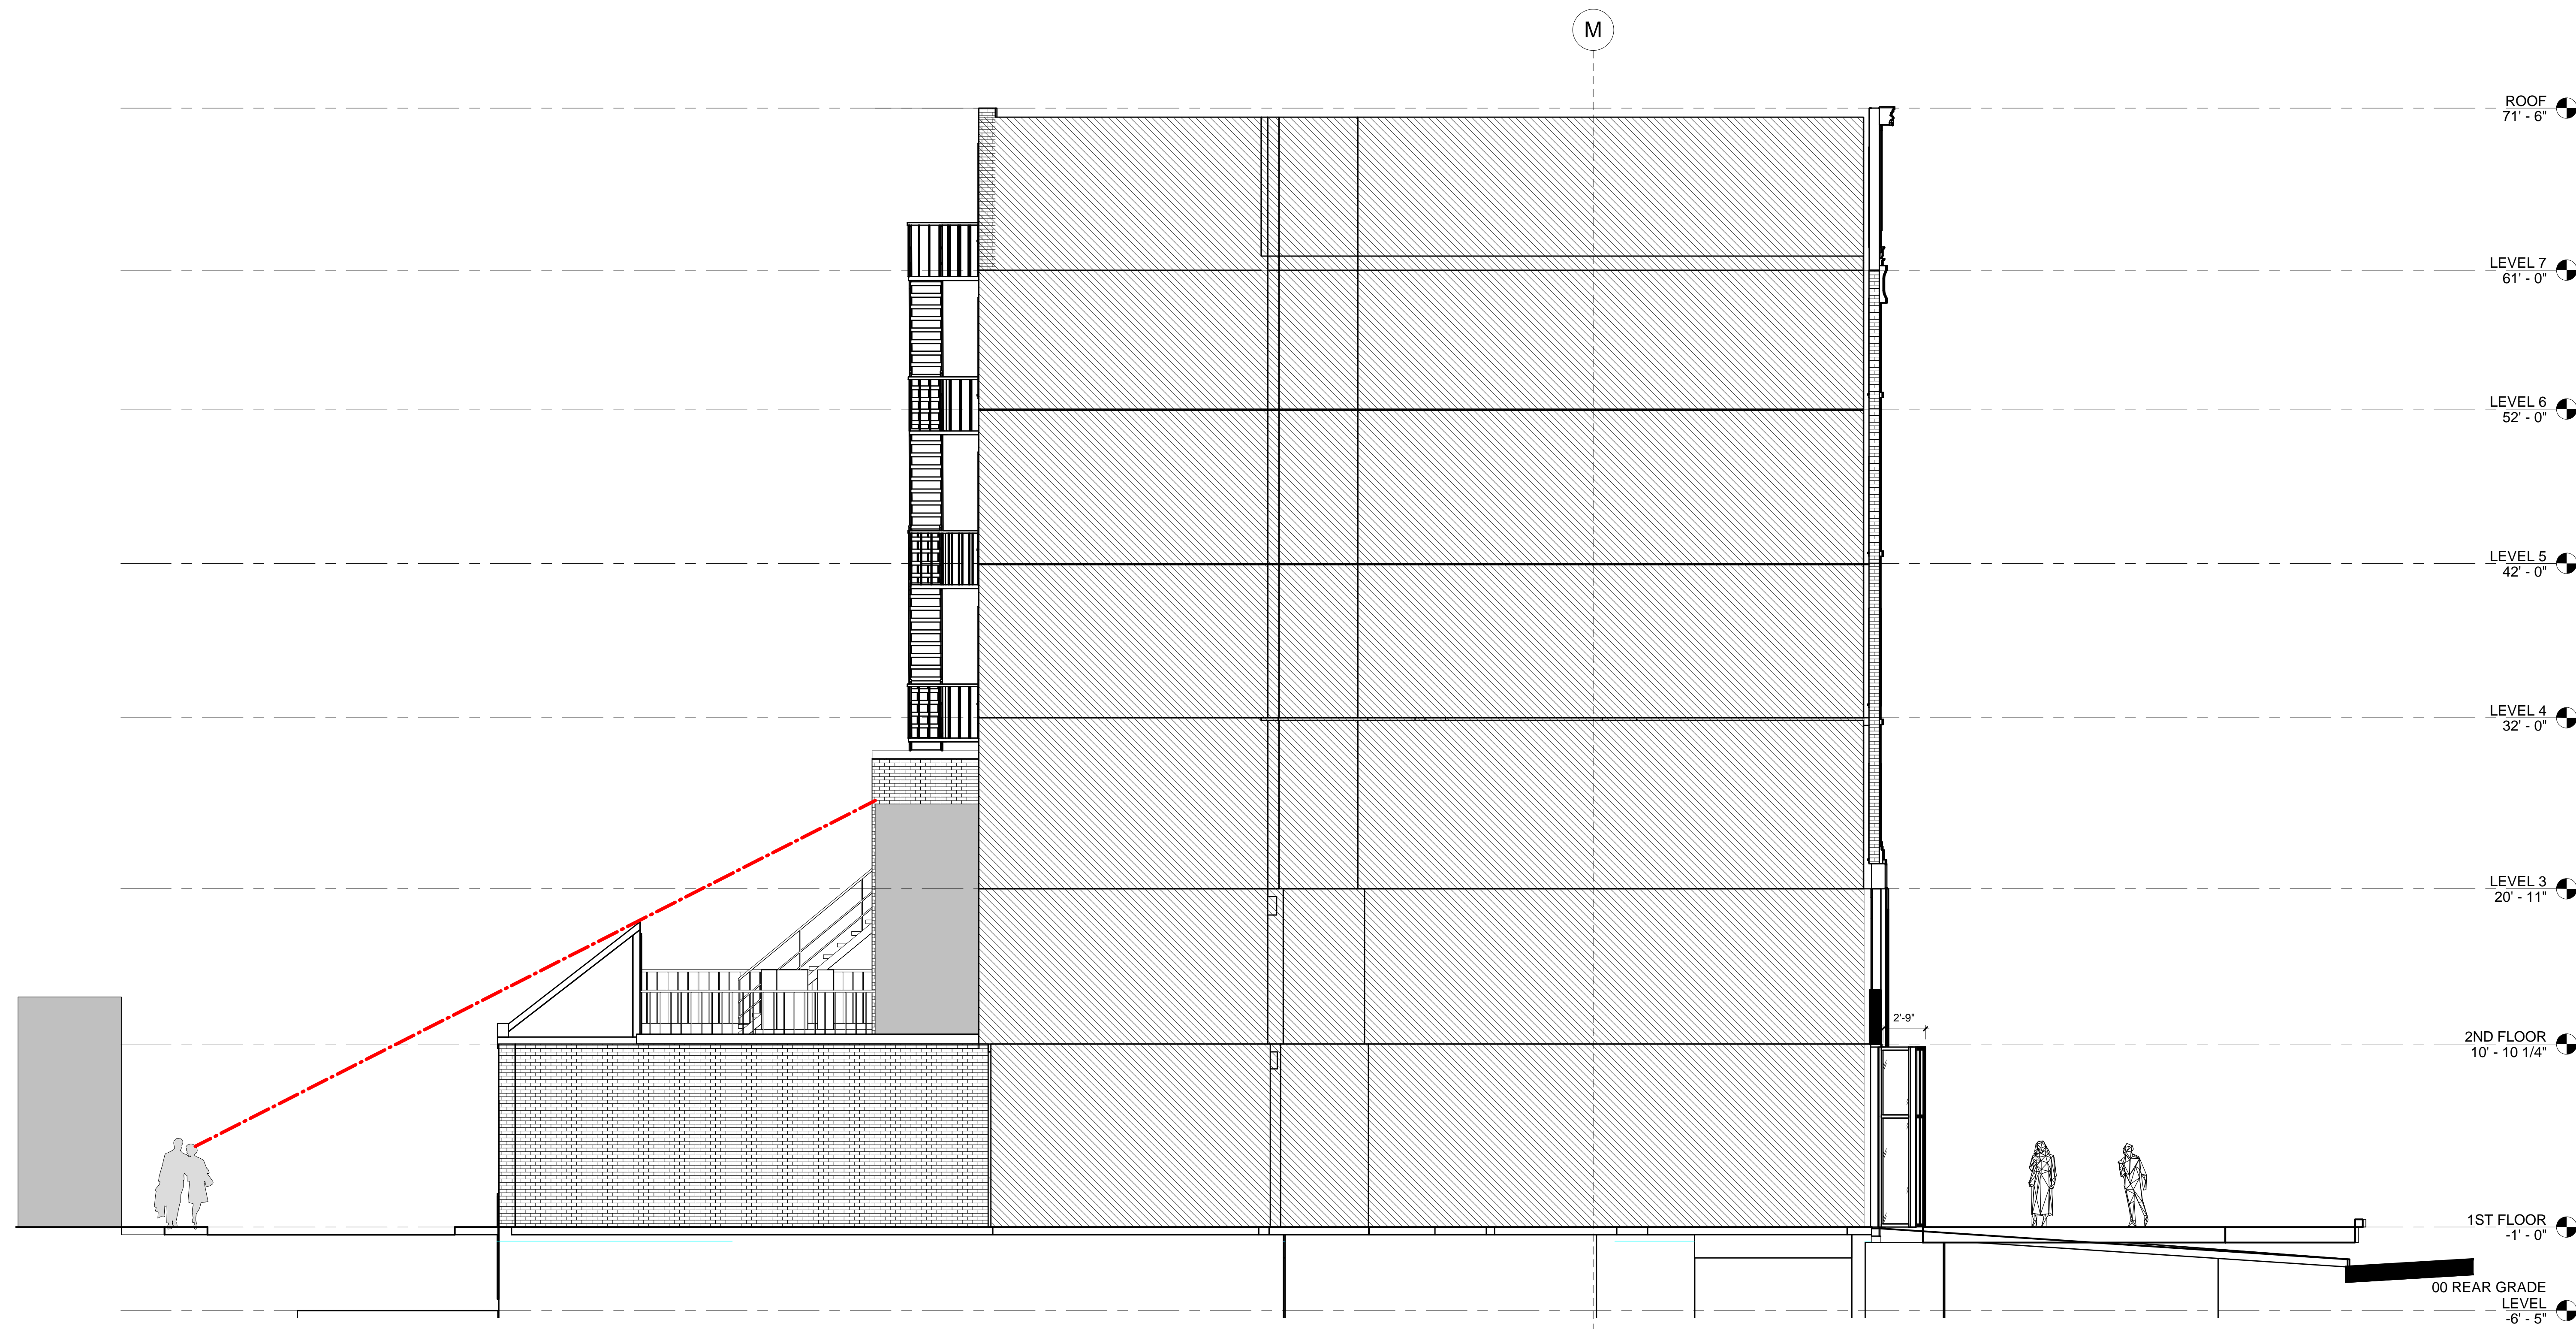 M
ROOF
71' - 6"
LEVEL 7
61' - 0"
LEVEL 6
52' - 0"
LEVEL 5
42' - 0"
LEVEL 4
32' - 0"
LEVEL 3
20' - 11"
2'-9"
2ND FLOOR
10' - 10 1/4"
1ST FLOOR
-1' - 0"
00 REAR GRADE
LEVEL
-6' - 5"